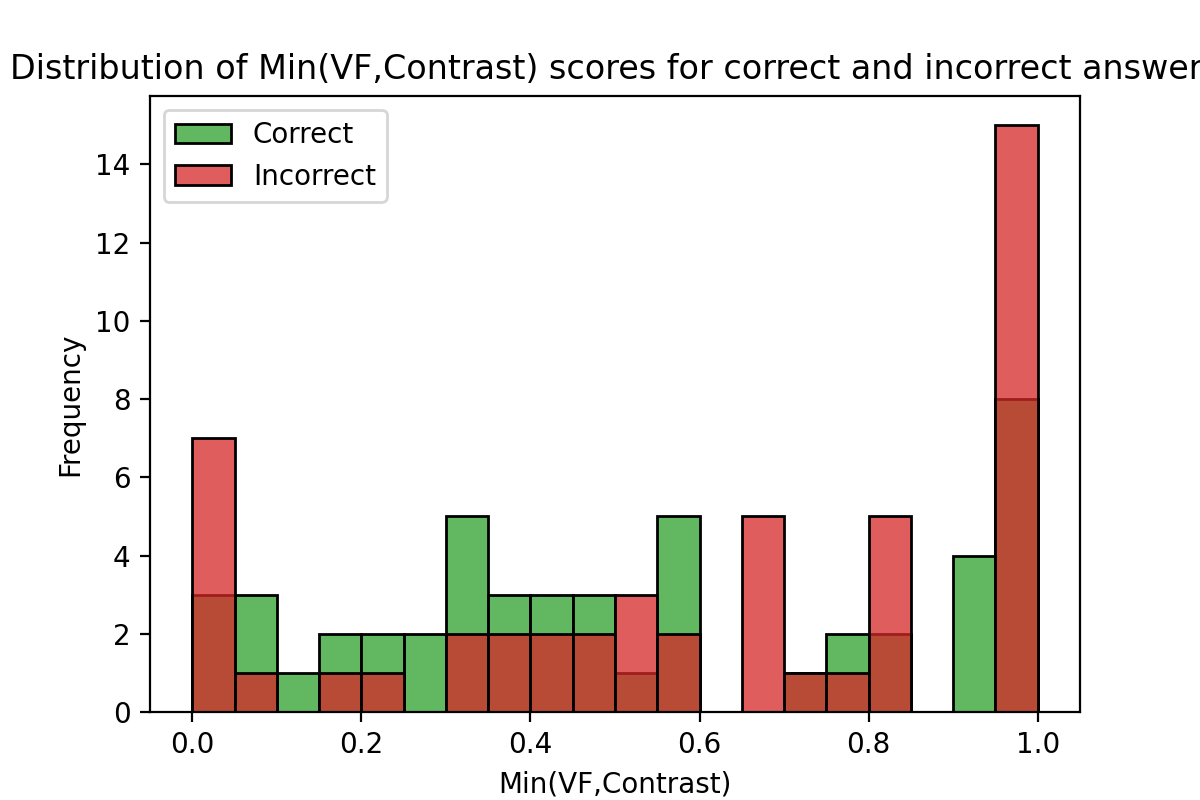 Distribution of Min(VF,Contrast) scores for correct and incorrect answer
Correct
Incorrect
Frequency
14
12
10
8
6
4
2
0
0.0 0.2 0.4 0.6 0.8 1.0
Min(VF,Contrast)